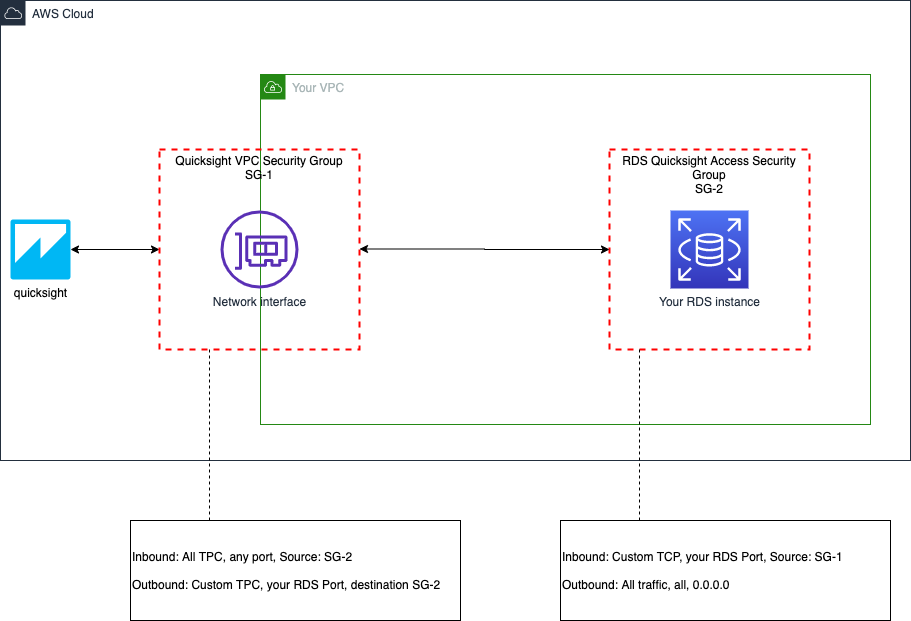 AWS Cloud
Your VPC
Quicksight VPC Security Group
SG-1
RDS Quicksight Access Security
Group
SG-2
quicksight
Network interface
Your RDS instance
Inbound: All TPC, any port, Source: SG-2
Outbound: Custom TPC, your RDS Port, destination SG-2
Inbound: Custom TCP, your RDS Port, Source: SG-1
Outbound: All traffic, all, 0.0.0.0